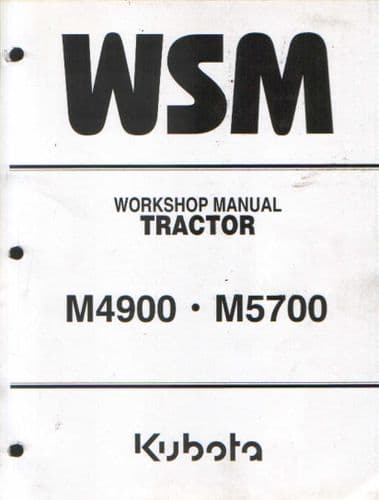 WSM
WORKSHOP MANUAL
TRACTOR
M4900 · M5700
Kubota